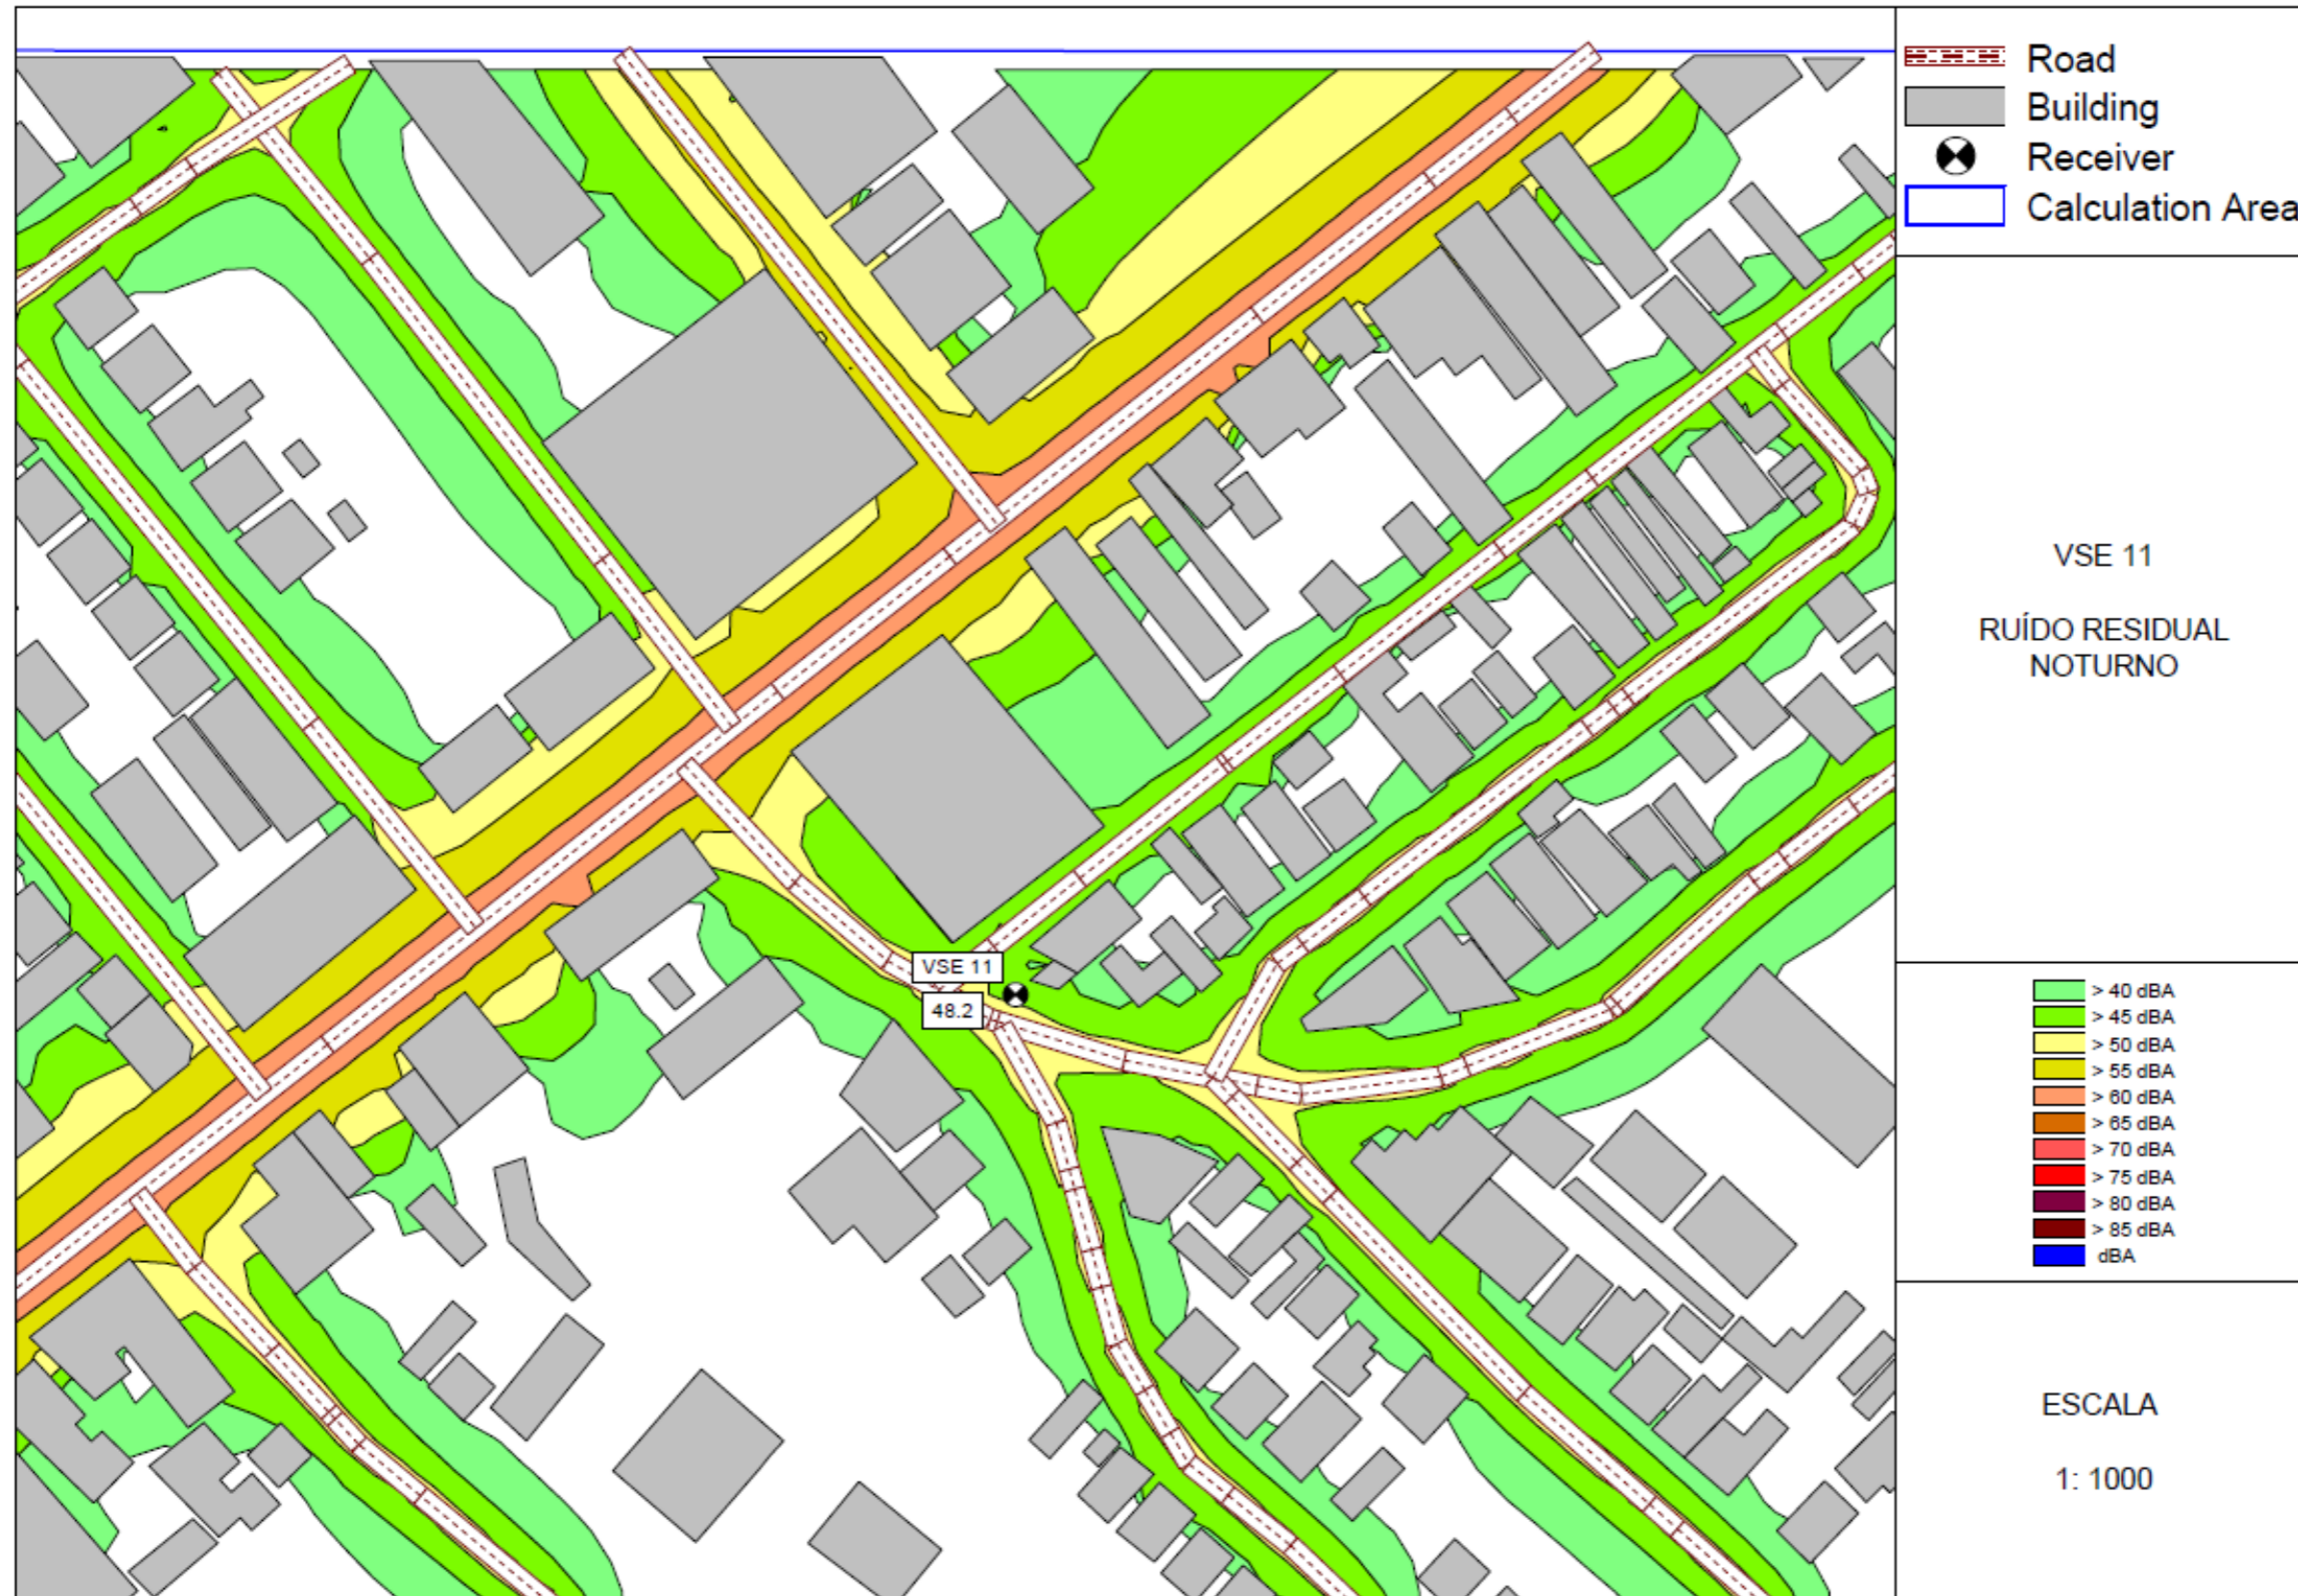 Road
Building
Receiver
Calculation Area
VSE 11
RUÍDO RESIDUAL
NOTURNO
VSE 11
48.2
> 40 dBA
> 45 dBA
> 50 dBA
> 55 dBA
> 60 dBA
> 65 dBA
> 70 dBA
> 75 dBA
> 80 dBA
> 85 dBA
dBA
ESCALA
1: 1000